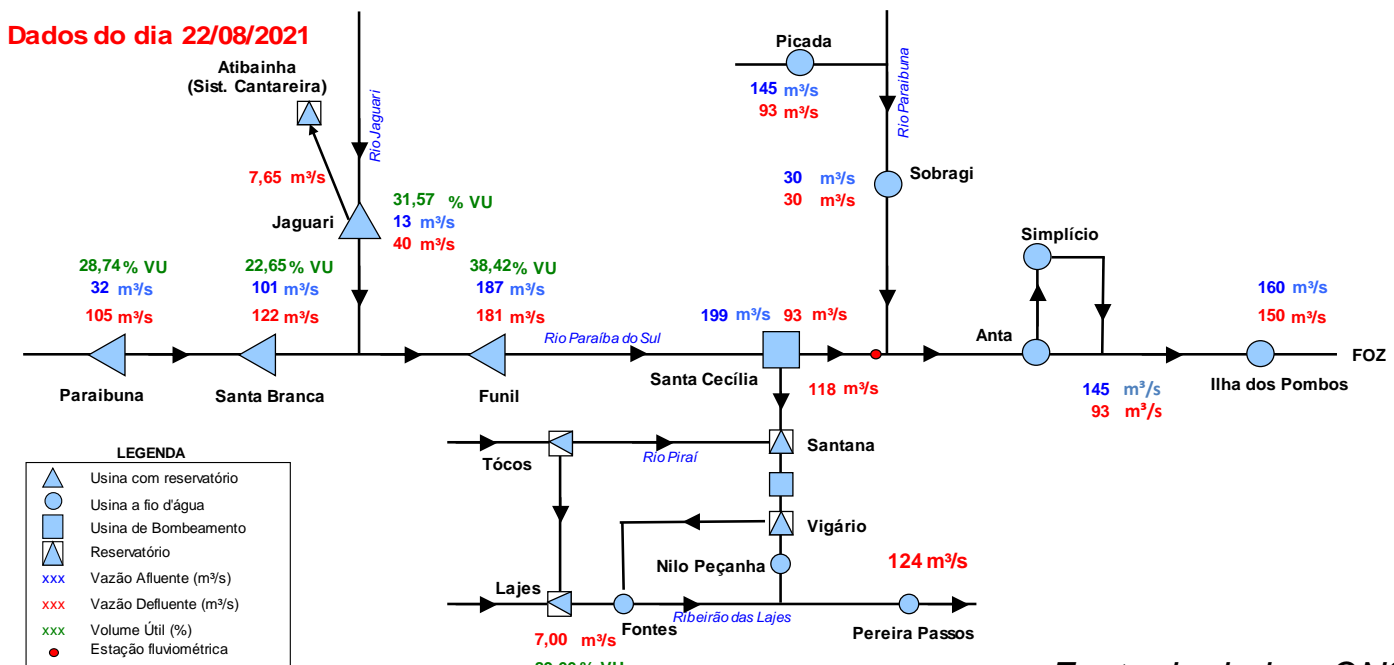 Dados do dia 22/08/2021
Atibainha
(Sist. Cantareira)
Rio Jaguari
7,65 m³/s
Jaguari
31,57 % VU
13 m³/s
40 m³/s
Picada
145 m³/s
93 m³/s
Rio Paraibuna
30 m³/s
30 m³/s
Sobragi
Simplício
28,74 % VU
32 m³/s
105 m³/s
Paraibuna
22,65 % VU
101 m³/s
122 m³/s
Santa Branca
38,42 % VU
187 m³/s
181 m³/s
Funil
Rio Paraíba do Sul
199 m³/s 93 m³/s
Santa Cecília
118 m³/s
Anta
145 m³/s
93 m³/s
160 m³/s
150 m³/s
Ilha dos Pombos
FOZ
Tócos
Rio Piraí
Santana
Vigário
Nilo Peçanha
124 m³/s
Lajes
Fontes
Ribeirão das Lajes
Pereira Passos
7,00 m³/s
LEGENDA
Usina com reservatório
Usina a fio d'água
Usina de Bombeamento
Reservatório
xxx Vazão Afluente (m³/s)
xxx Vazão Defluente (m³/s)
xxx Volume Útil (%)
Estação fluviométrica